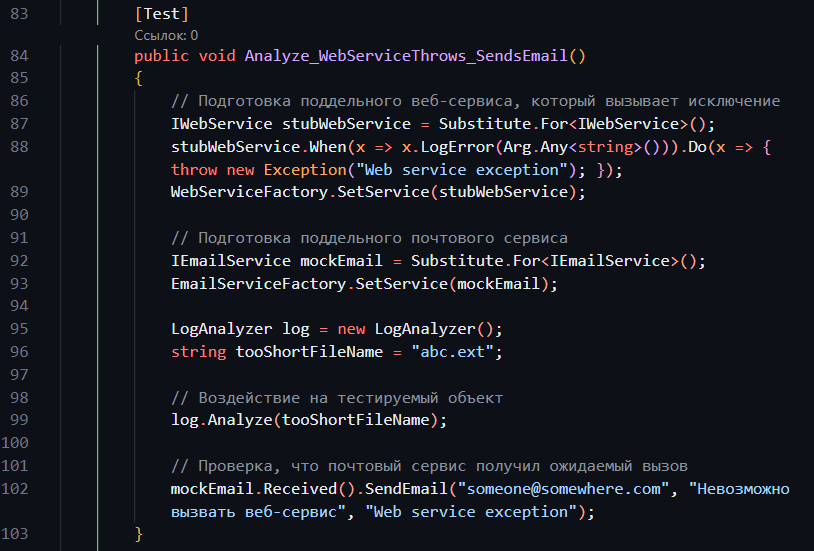 83 [Test]
Ссылок: 0
84 public void Analyze_WebServiceThrows_SendsEmail()
85 {
86 // Подготовка поддельного веб-сервиса, который вызывает исключение
87 IWebService stubWebService = Substitute.For<IWebService>();
88 stubWebService.When(x => x.LogError(Arg.Any<string>())).Do(x => {
throw new Exception("Web service exception"); });
89 WebServiceFactory.SetService(stubWebService);
90
91 // Подготовка поддельного почтового сервиса
92 IEmailService mockEmail = Substitute.For<IEmailService>();
93 EmailServiceFactory.SetService(mockEmail);
94
95 LogAnalyzer log = new LogAnalyzer();
96 string tooShortFileName = "abc.ext";
97
98 // Воздействие на тестируемый объект
99 log.Analyze(tooShortFileName);
100
101 // Проверка, что почтовый сервис получил ожидаемый вызов
102 mockEmail.Received().SendEmail("someone@somewhere.com", "Невозможно
вызвать веб-сервис", "Web service exception");
103 }